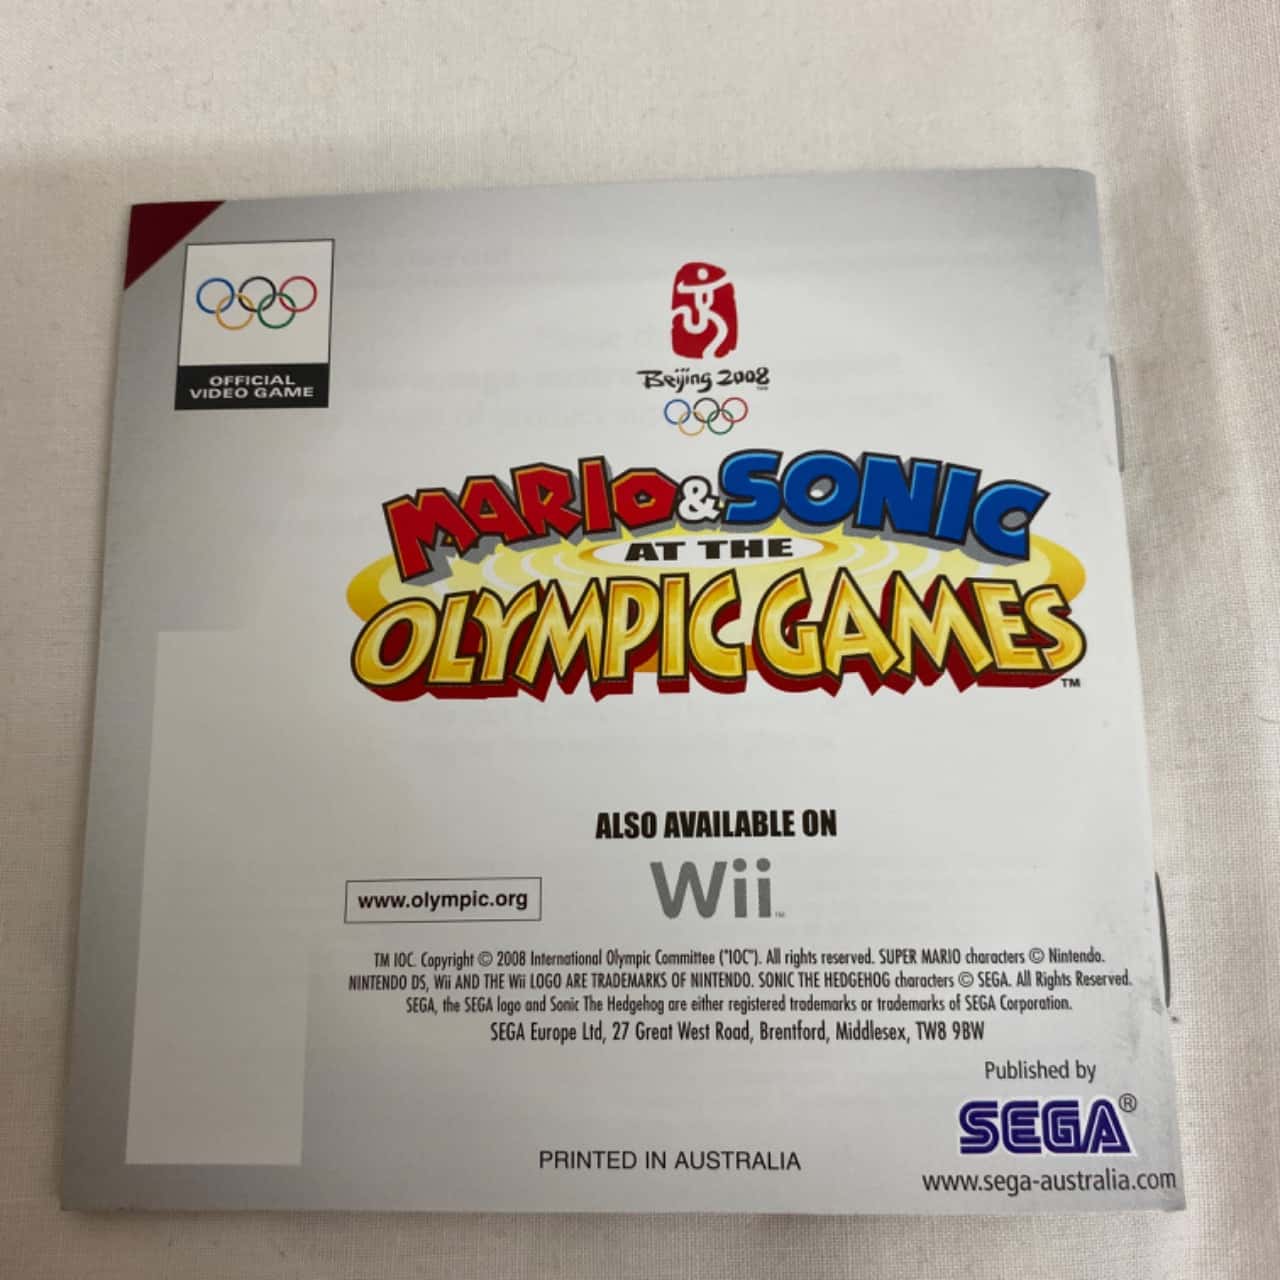 OFFICIAL
VIDEO GAME
Beijing 2008™
MARIO & SONIC
AT THE
OLYMPIC GAMES™
ALSO AVAILABLE ON
Wii™
www.olympic.org
TM IOC. Copyright © 2008 International Olympic Committee ("IOC"). All rights reserved. SUPER MARIO characters © Nintendo.
NINTENDO DS, Wii AND THE Wii LOGO ARE TRADEMARKS OF NINTENDO. SONIC THE HEDGEHOG characters © SEGA. All Rights Reserved.
SEGA, the SEGA logo and Sonic The Hedgehog are either registered trademarks or trademarks of SEGA Corporation.
SEGA Europe Ltd, 27 Great West Road, Brentford, Middlesex, TW8 9BW
Published by
SEGA®
PRINTED IN AUSTRALIA
www.sega-australia.com